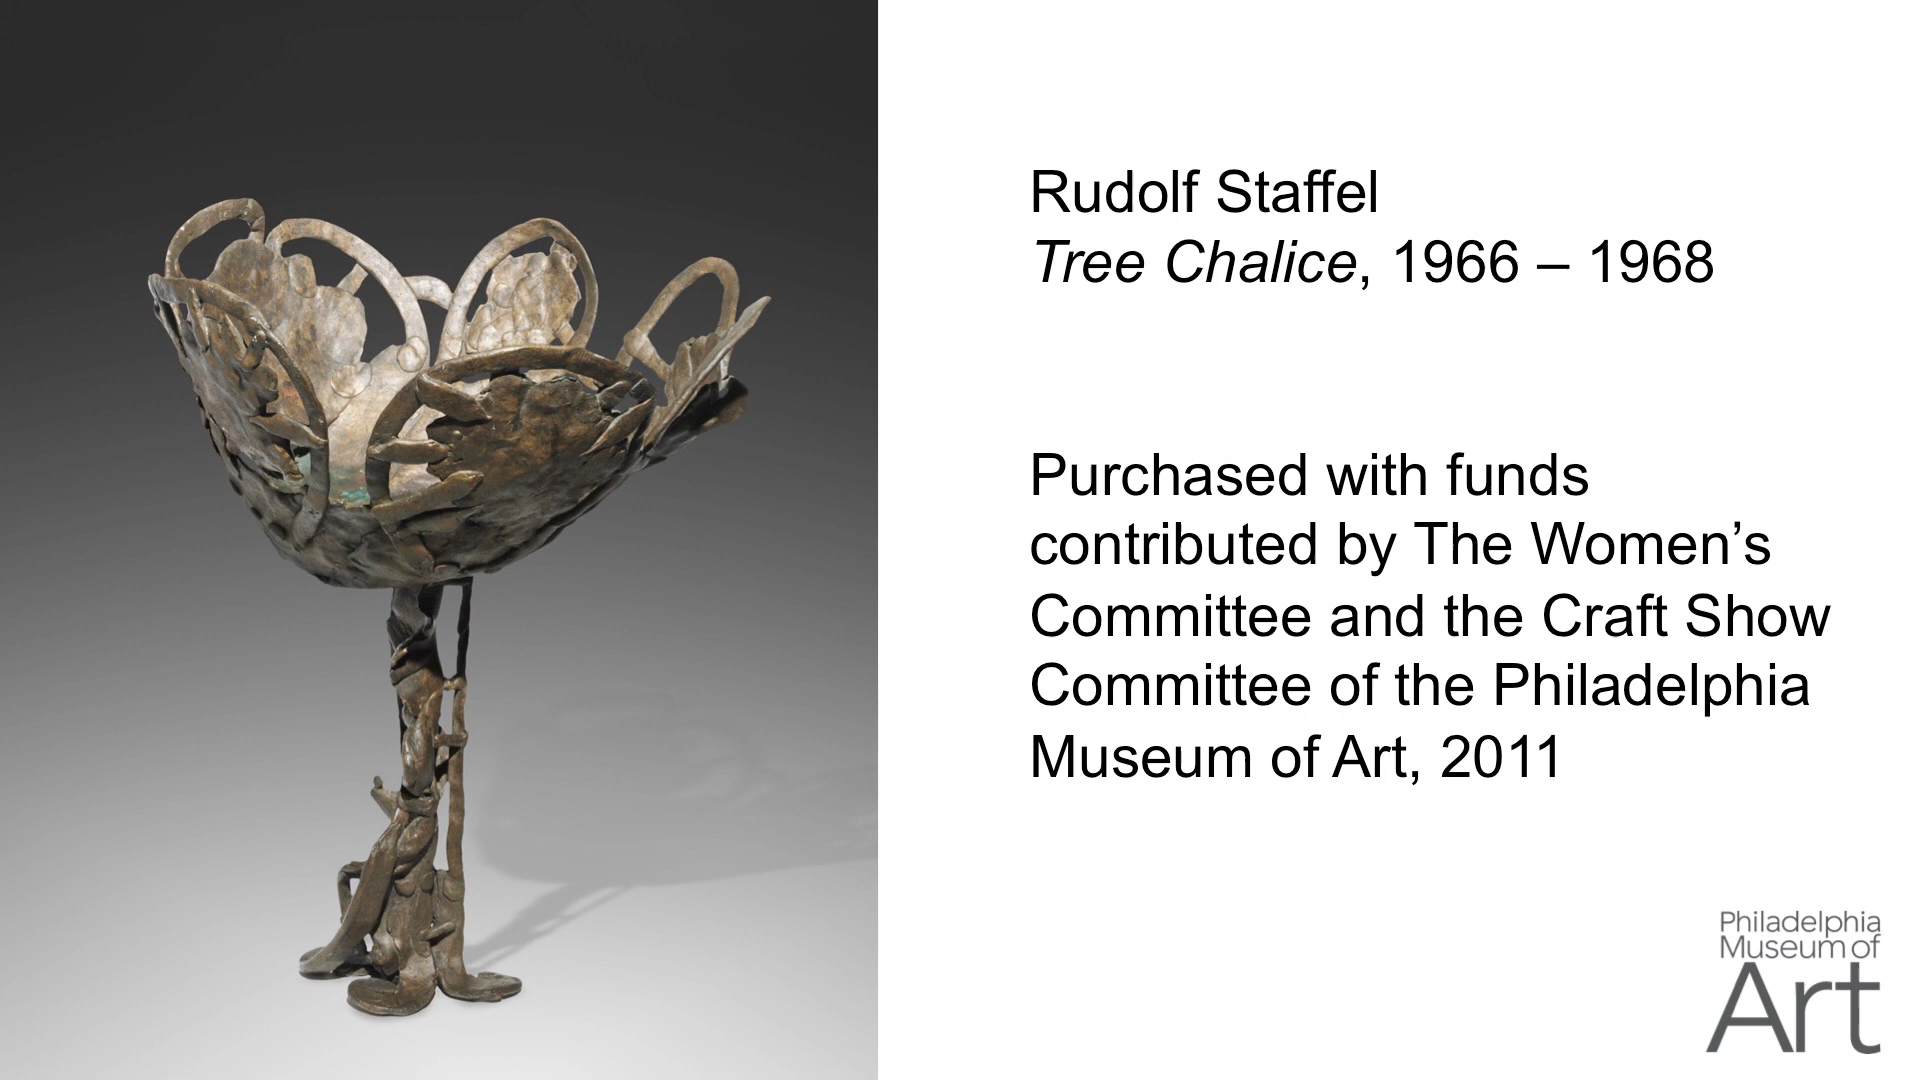 Rudolf Staffel
Tree Chalice, 1966 – 1968
Purchased with funds
contributed by The Women’s
Committee and the Craft Show
Committee of the Philadelphia
Museum of Art, 2011
Philadelphia
Museum of
Art